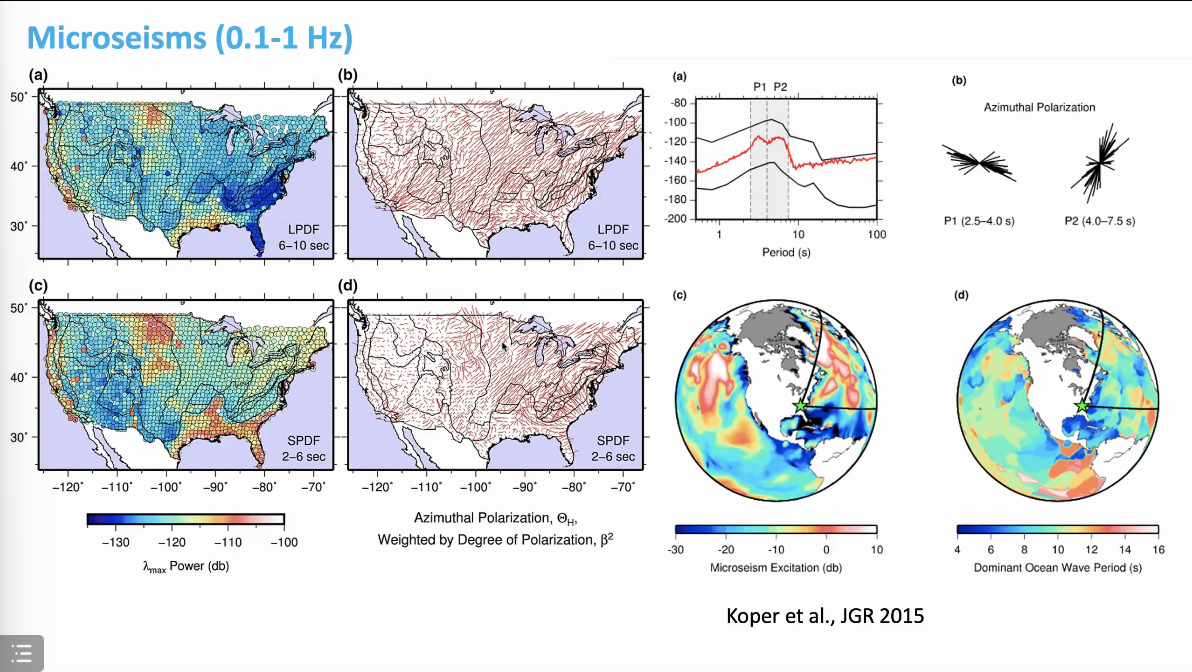 Microseisms (0.1-1 Hz)
(a)
(b)
50˚
40˚
30˚
LPDF
6–10 sec
LPDF
6–10 sec
(c)
(d)
50˚
40˚
30˚
SPDF
2–6 sec
SPDF
2–6 sec
−120˚ −110˚ −100˚ −90˚ −80˚ −70˚
−120˚ −110˚ −100˚ −90˚ −80˚ −70˚
−130 −120 −110 −100
λmax Power (db)
Azimuthal Polarization, ΘH,
Weighted by Degree of Polarization, β²
(a)
P1 P2
-80
-100
-120
-140
-160
-180
-200
1 10 100
Period (s)
(b)
Azimuthal Polarization
P1 (2.5–4.0 s) P2 (4.0–7.5 s)
(c)
-30 -20 -10 0 10
Microseism Excitation (db)
(d)
4 6 8 10 12 14 16
Dominant Ocean Wave Period (s)
Koper et al., JGR 2015